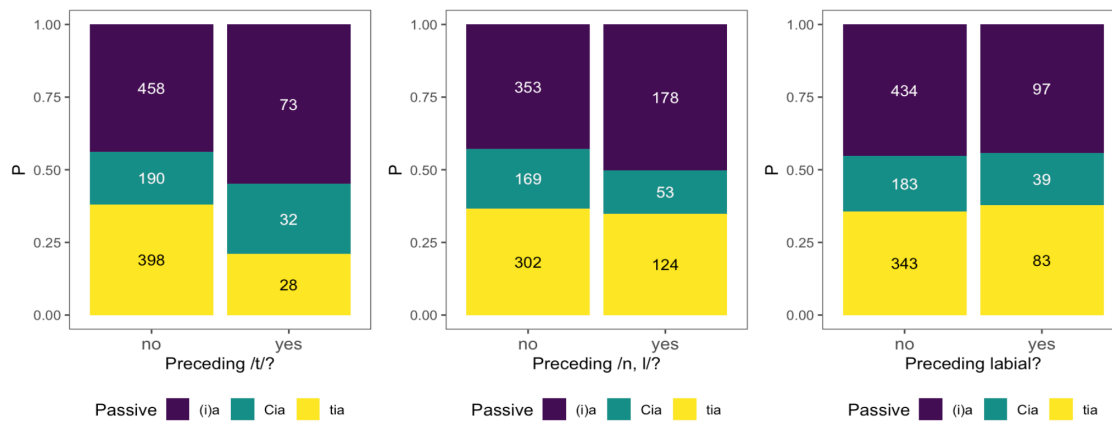 1.00
0.75
0.50
0.25
0.00
P
458
190
398
73
32
28
no yes
Preceding /t/?
Passive (i)a Cia tia
1.00
0.75
0.50
0.25
0.00
P
353
169
302
178
53
124
no yes
Preceding /n, l/?
Passive (i)a Cia tia
1.00
0.75
0.50
0.25
0.00
P
434
183
343
97
39
83
no yes
Preceding labial?
Passive (i)a Cia tia